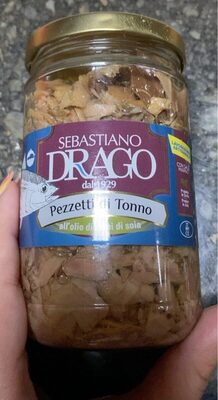 SEBASTIANO
DRAGO
dal 1929
Pezzetti di Tonno
all'olio di semi di soia